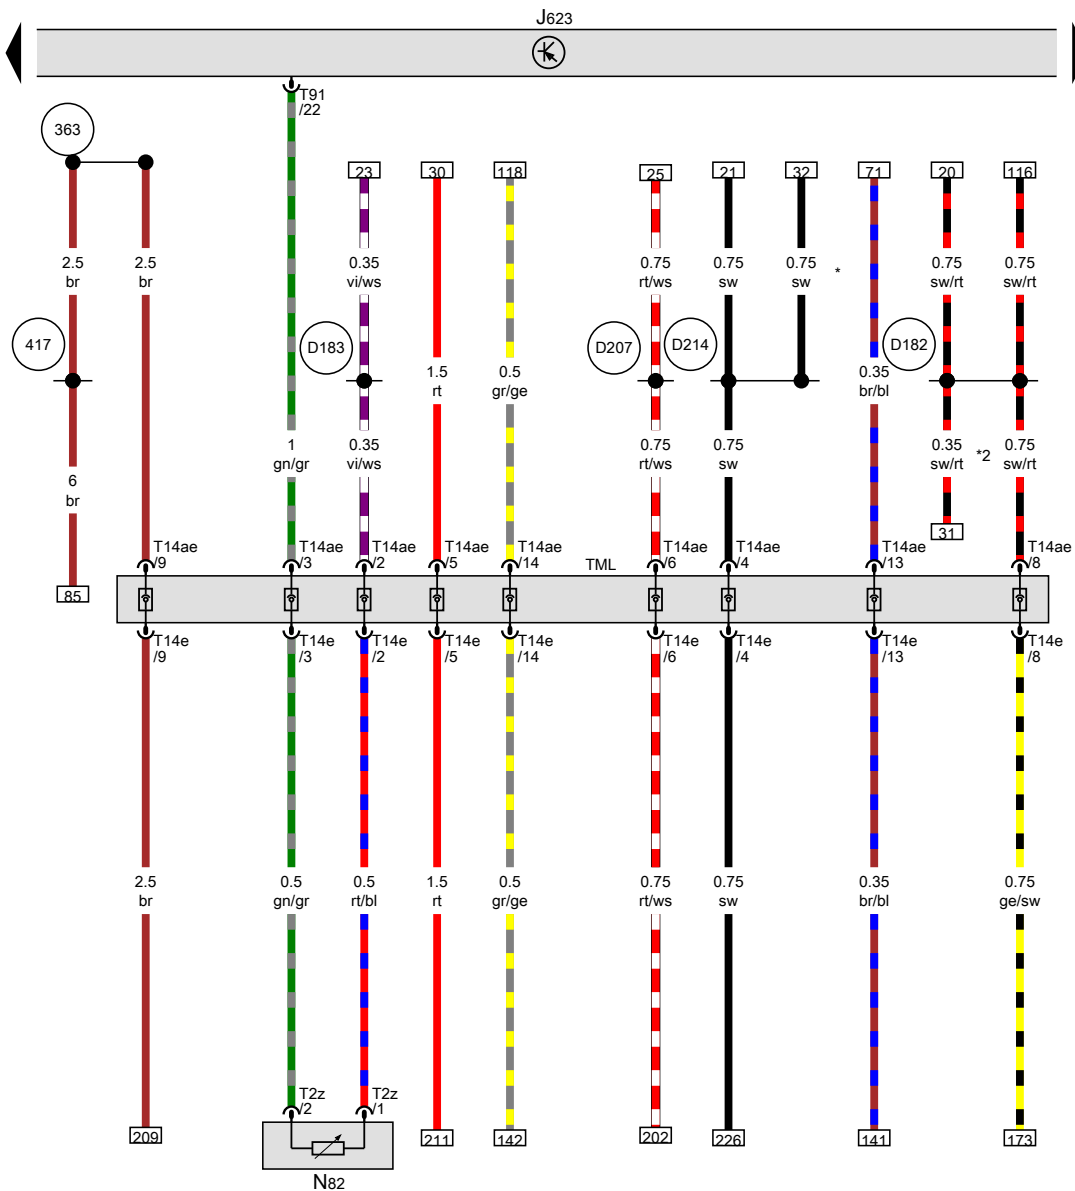 J623
T91
/22
363
23
30
118
25
21
32
71
20
116
2.5
br
2.5
br
0.35
vi/ws
0.75
rt/ws
0.75
sw
0.75
sw
*
0.75
sw/rt
0.75
sw/rt
417
D183
D207
D214
D182
1.5
rt
0.5
gr/ge
0.35
br/bl
6
br
1
gn/gr
0.35
vi/ws
0.75
rt/ws
0.75
sw
0.35
sw/rt
*2
0.75
sw/rt
31
T14ae
/9
T14ae
/3
T14ae
/2
T14ae
/5
T14ae
/14
TML
T14ae
/6
T14ae
/4
T14ae
/13
T14ae
/8
85
T14e
/9
T14e
/3
T14e
/2
T14e
/5
T14e
/14
T14e
/6
T14e
/4
T14e
/13
T14e
/8
2.5
br
0.5
gn/gr
0.5
rt/bl
1.5
rt
0.5
gr/ge
0.75
rt/ws
0.75
sw
0.35
br/bl
0.75
ge/sw
T2z
/2
T2z
/1
209
211
142
202
226
141
173
N82